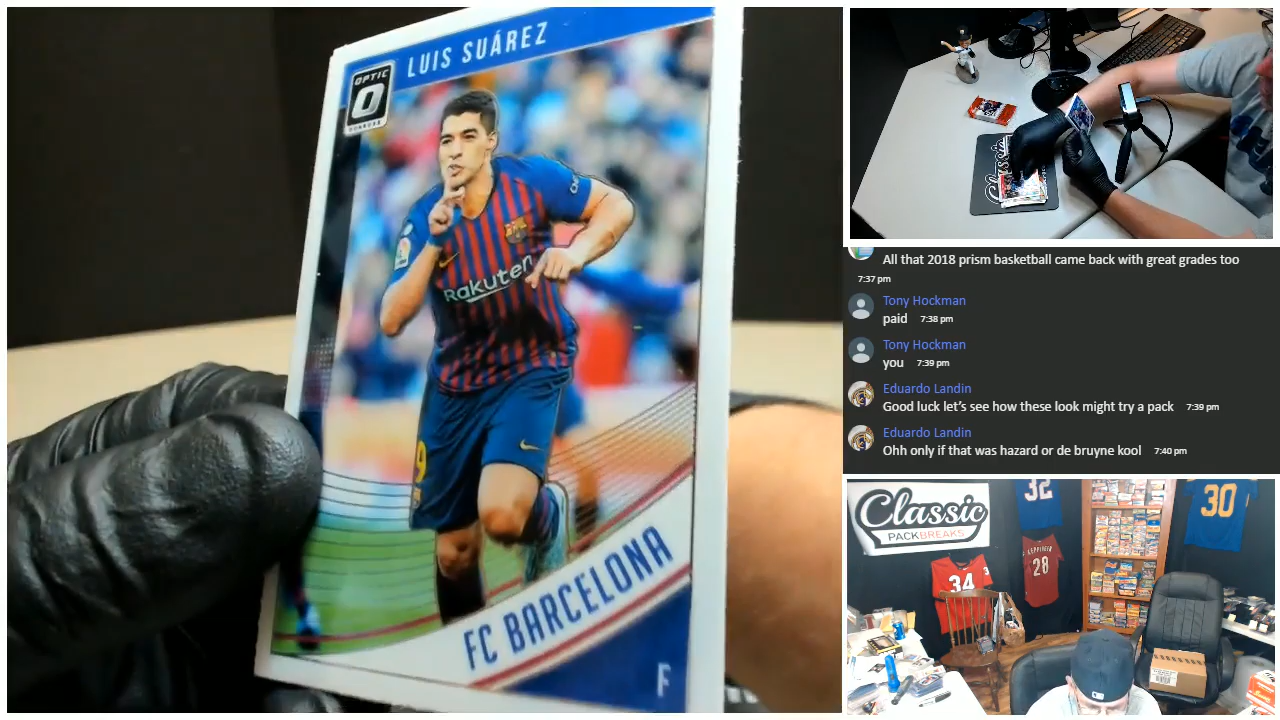 LUIS SUÁREZ
OPTIC
DONRUSS
Rakuten
9
FC BARCELONA
F
Classic
All that 2018 prism basketball came back with great grades too
7:37 pm
Tony Hockman
paid 7:38 pm
Tony Hockman
you 7:39 pm
Eduardo Landin
Good luck let's see how these look might try a pack 7:39 pm
Eduardo Landin
Ohh only if that was hazard or de bruyne kool 7:40 pm
Classic
PACKBREAKS
32
30
28
34